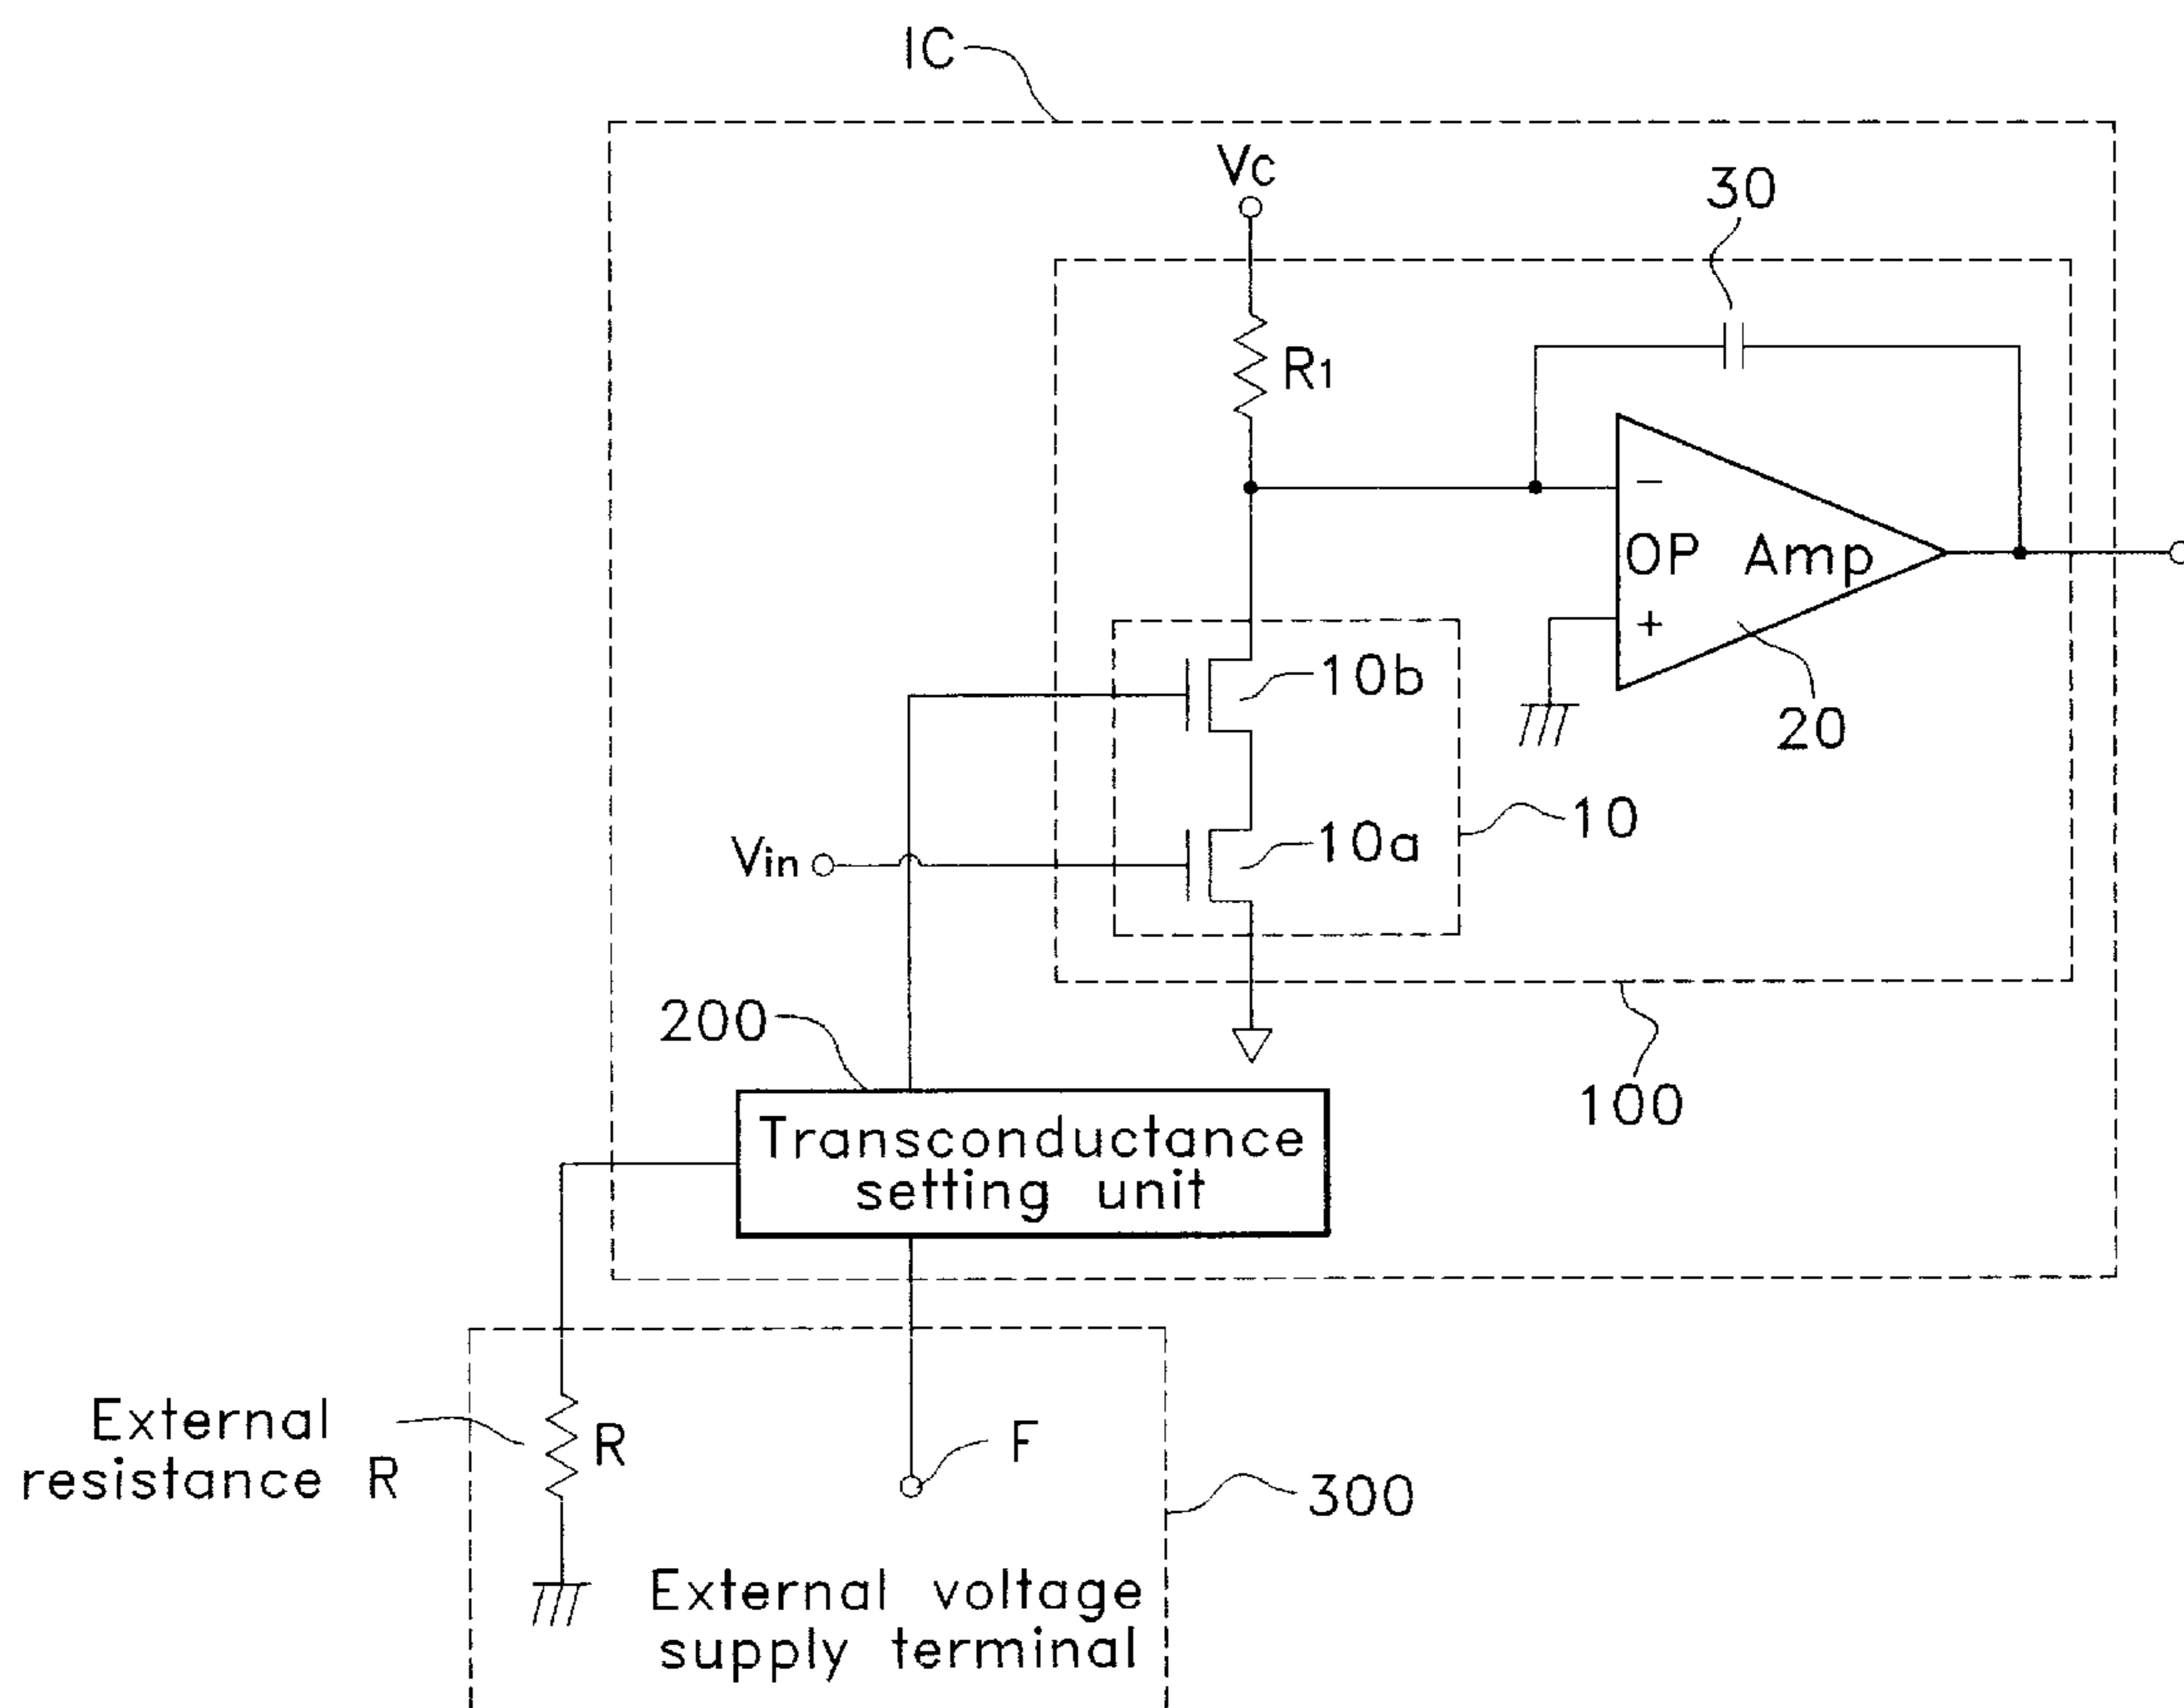 IC
Vc
30
R1
−
OP Amp
+
10b
20
10
10a
Vin
200
100
Transconductance
setting unit
External
resistance R
R
F
300
External voltage
supply terminal